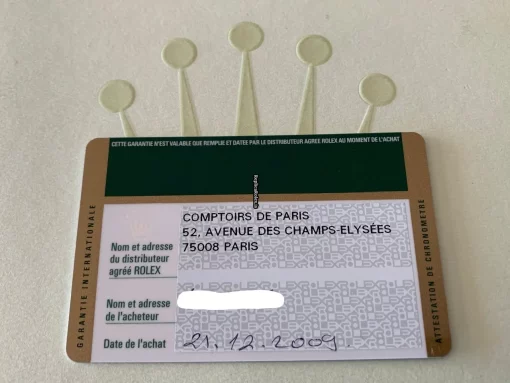 CETTE GARANTIE N'EST VALABLE QUE REMPLIE ET DATEE PAR LE DISTRIBUTEUR AGREE ROLEX AU MOMENT DE L'ACHAT
GARANTIE INTERNATIONALE
COMPTOIRS DE PARIS
52, AVENUE DES CHAMPS-ELYSÉES
75008 PARIS
Nom et adresse
du distributeur
agréé ROLEX
Nom et adresse
de l'acheteur
Date de l'achat
21.12.2009
ATTESTATION DE CHRONOMETRE